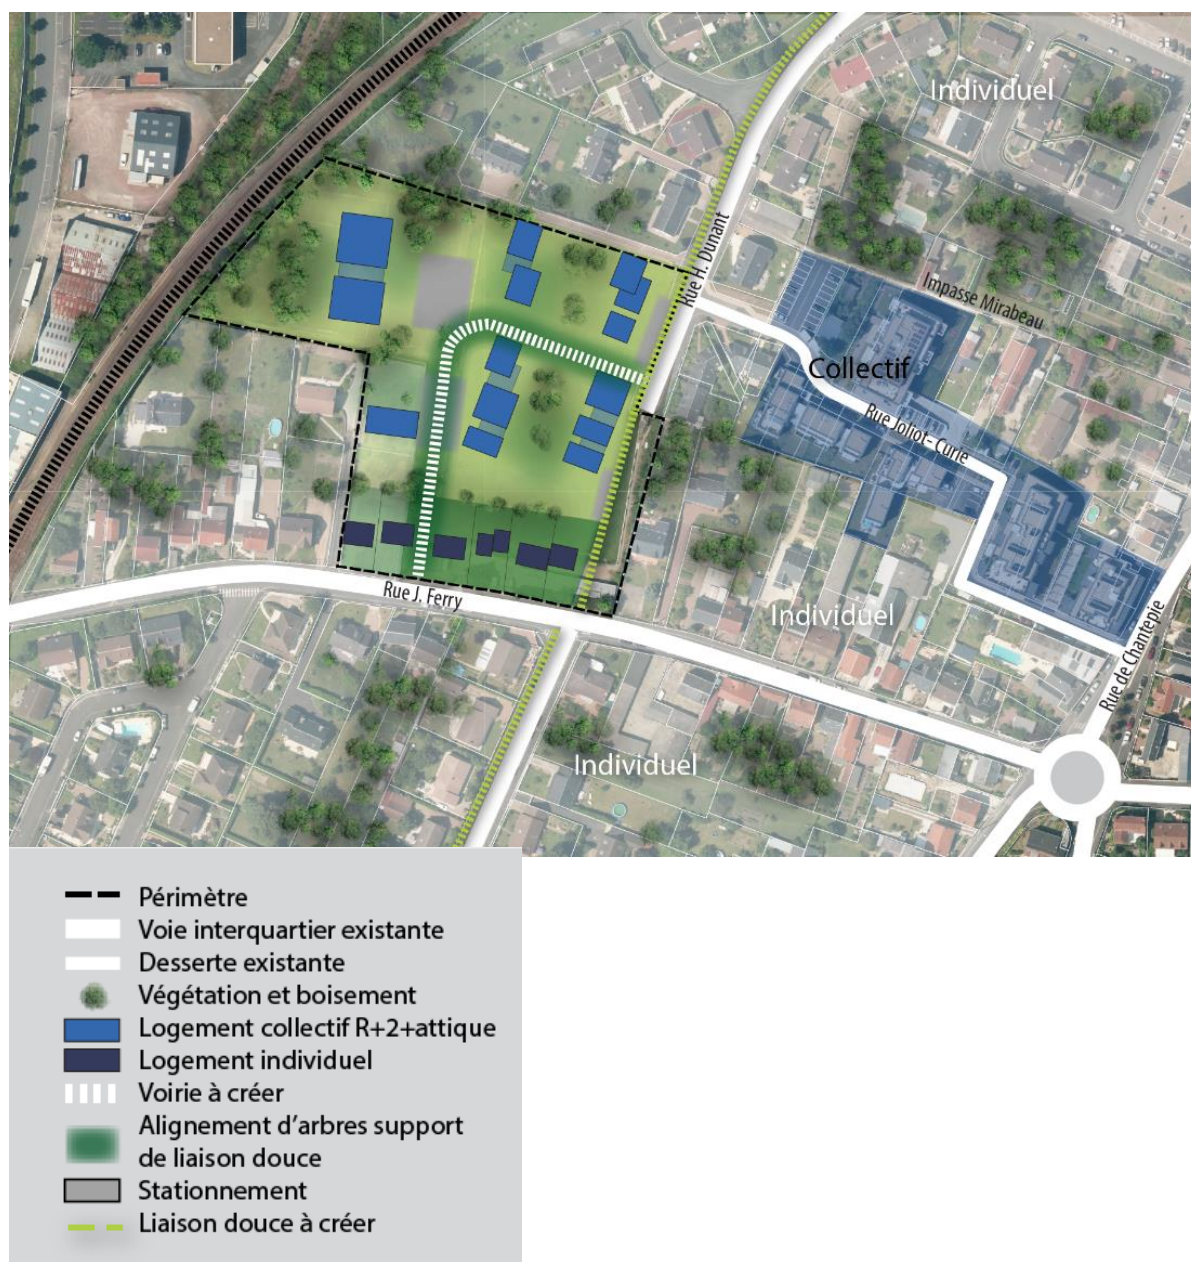 Individuel
Rue H. Dunant
Impasse Mirabeau
Collectif
Rue Joliot-Curie
Rue J. Ferry
Individuel
Rue de Chantepie
Individuel
Périmètre
Voie interquartier existante
Desserte existante
Végétation et boisement
Logement collectif R+2+attique
Logement individuel
Voirie à créer
Alignement d'arbres support
de liaison douce
Stationnement
Liaison douce à créer